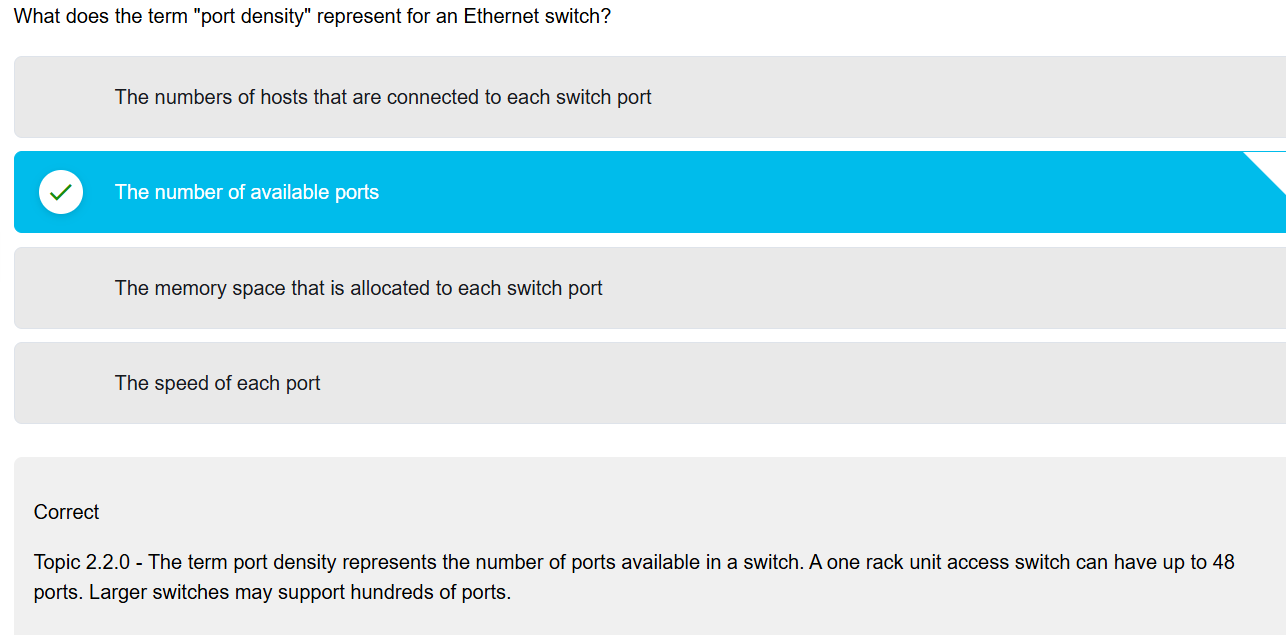 What does the term "port density" represent for an Ethernet switch?
The numbers of hosts that are connected to each switch port
The number of available ports
The memory space that is allocated to each switch port
The speed of each port
Correct
Topic 2.2.0 - The term port density represents the number of ports available in a switch. A one rack unit access switch can have up to 48
ports. Larger switches may support hundreds of ports.